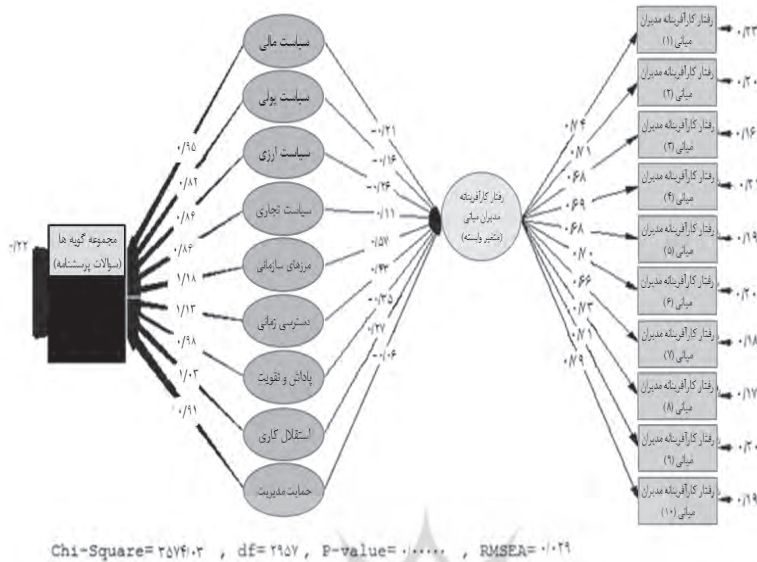 ۰/۲۲
مجموعه گویه ها
(سوالات پرسشنامه)
۰/۹۵
۰/۸۲
۰/۸۶
۰/۸۶
۱/۱۸
۱/۱۳
۰/۹۸
۱/۰۳
۰/۹۱
سیاست مالی
سیاست پولی
سیاست ارزی
سیاست تجاری
مرزهای سازمانی
دسترسی زمانی
پاداش و تقویت
استقلال کاری
حمایت مدیریت
-۰/۲۱
-۰/۱۶
-۰/۲۶
۰/۱۱
۰/۵۷
۰/۴۳
-۰/۳۵
۰/۲۷
-۰/۰۶
رفتار کارآفرینانه
مدیران میانی
(متغیر وابسته)
۰/۷۴
۰/۷۱
۰/۶۸
۰/۶۹
۰/۶۸
۰/۷۰
۰/۶۶
۰/۷۳
۰/۷۱
۰/۷۹
رفتار کارآفرینانه مدیران
میانی (۱)
۰/۲۳
رفتار کارآفرینانه مدیران
میانی (۲)
۰/۲۰
رفتار کارآفرینانه مدیران
میانی (۳)
۰/۱۶
رفتار کارآفرینانه مدیران
میانی (۴)
۰/۲۱
رفتار کارآفرینانه مدیران
میانی (۵)
۰/۱۹
رفتار کارآفرینانه مدیران
میانی (۶)
۰/۲۰
رفتار کارآفرینانه مدیران
میانی (۷)
۰/۱۸
رفتار کارآفرینانه مدیران
میانی (۸)
۰/۱۷
رفتار کارآفرینانه مدیران
میانی (۹)
۰/۲۰
رفتار کارآفرینانه مدیران
میانی (۱۰)
۰/۱۹
Chi-Square= ۳۵۷۴/۰۳ , df= ۲۹۵۷ , P-value= ۰/۰۰۰۰۰ , RMSEA= ۰/۰۲۹